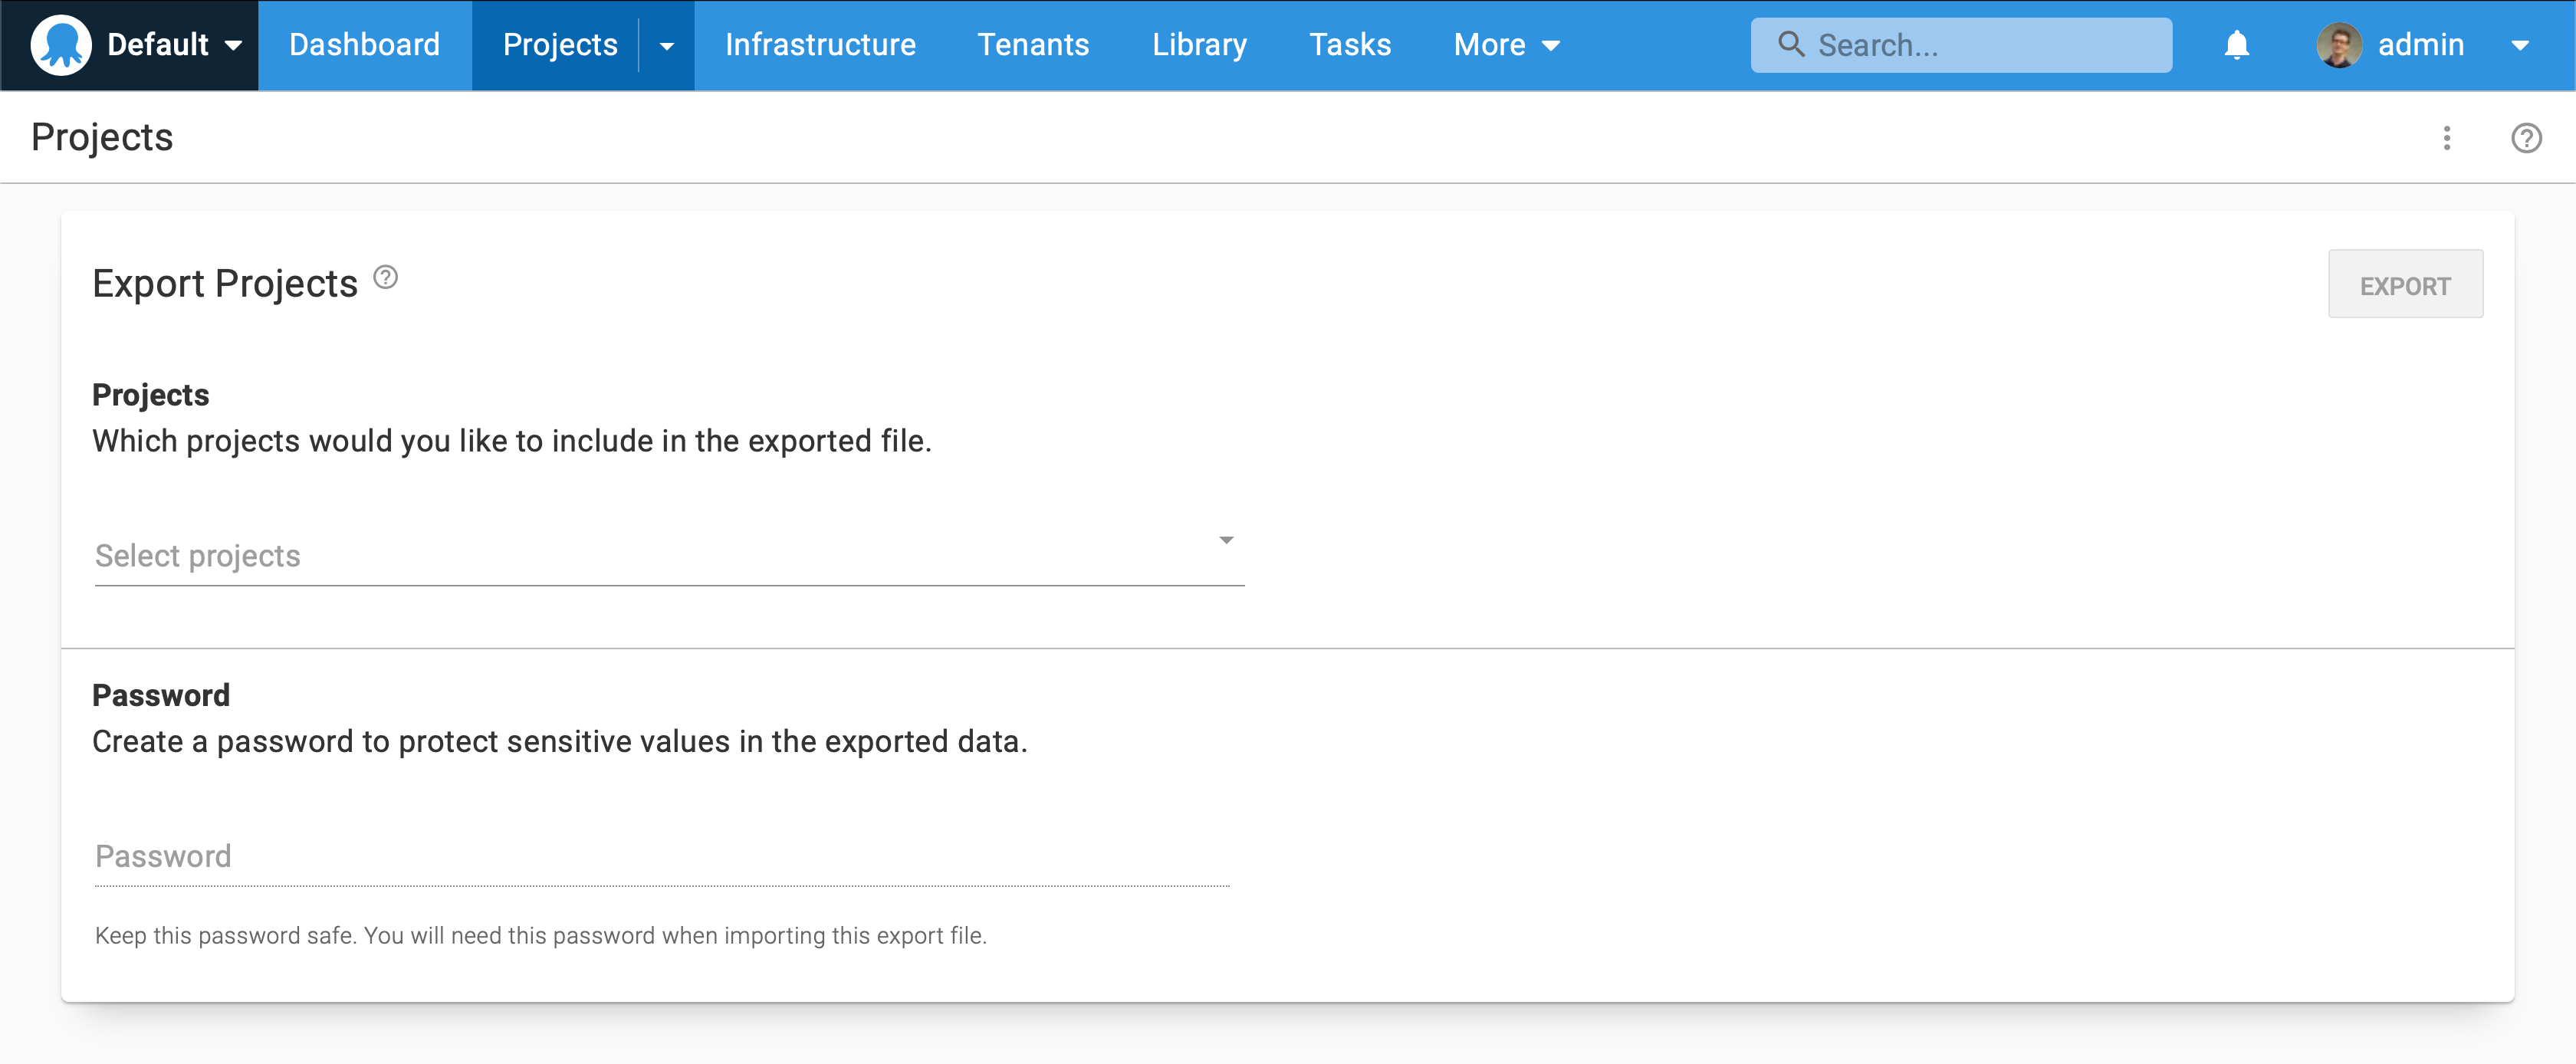 Default Dashboard Projects Infrastructure Tenants Library Tasks More Search... admin
Projects
Export Projects EXPORT
Projects
Which projects would you like to include in the exported file.
Select projects
Password
Create a password to protect sensitive values in the exported data.
Password
Keep this password safe. You will need this password when importing this export file.